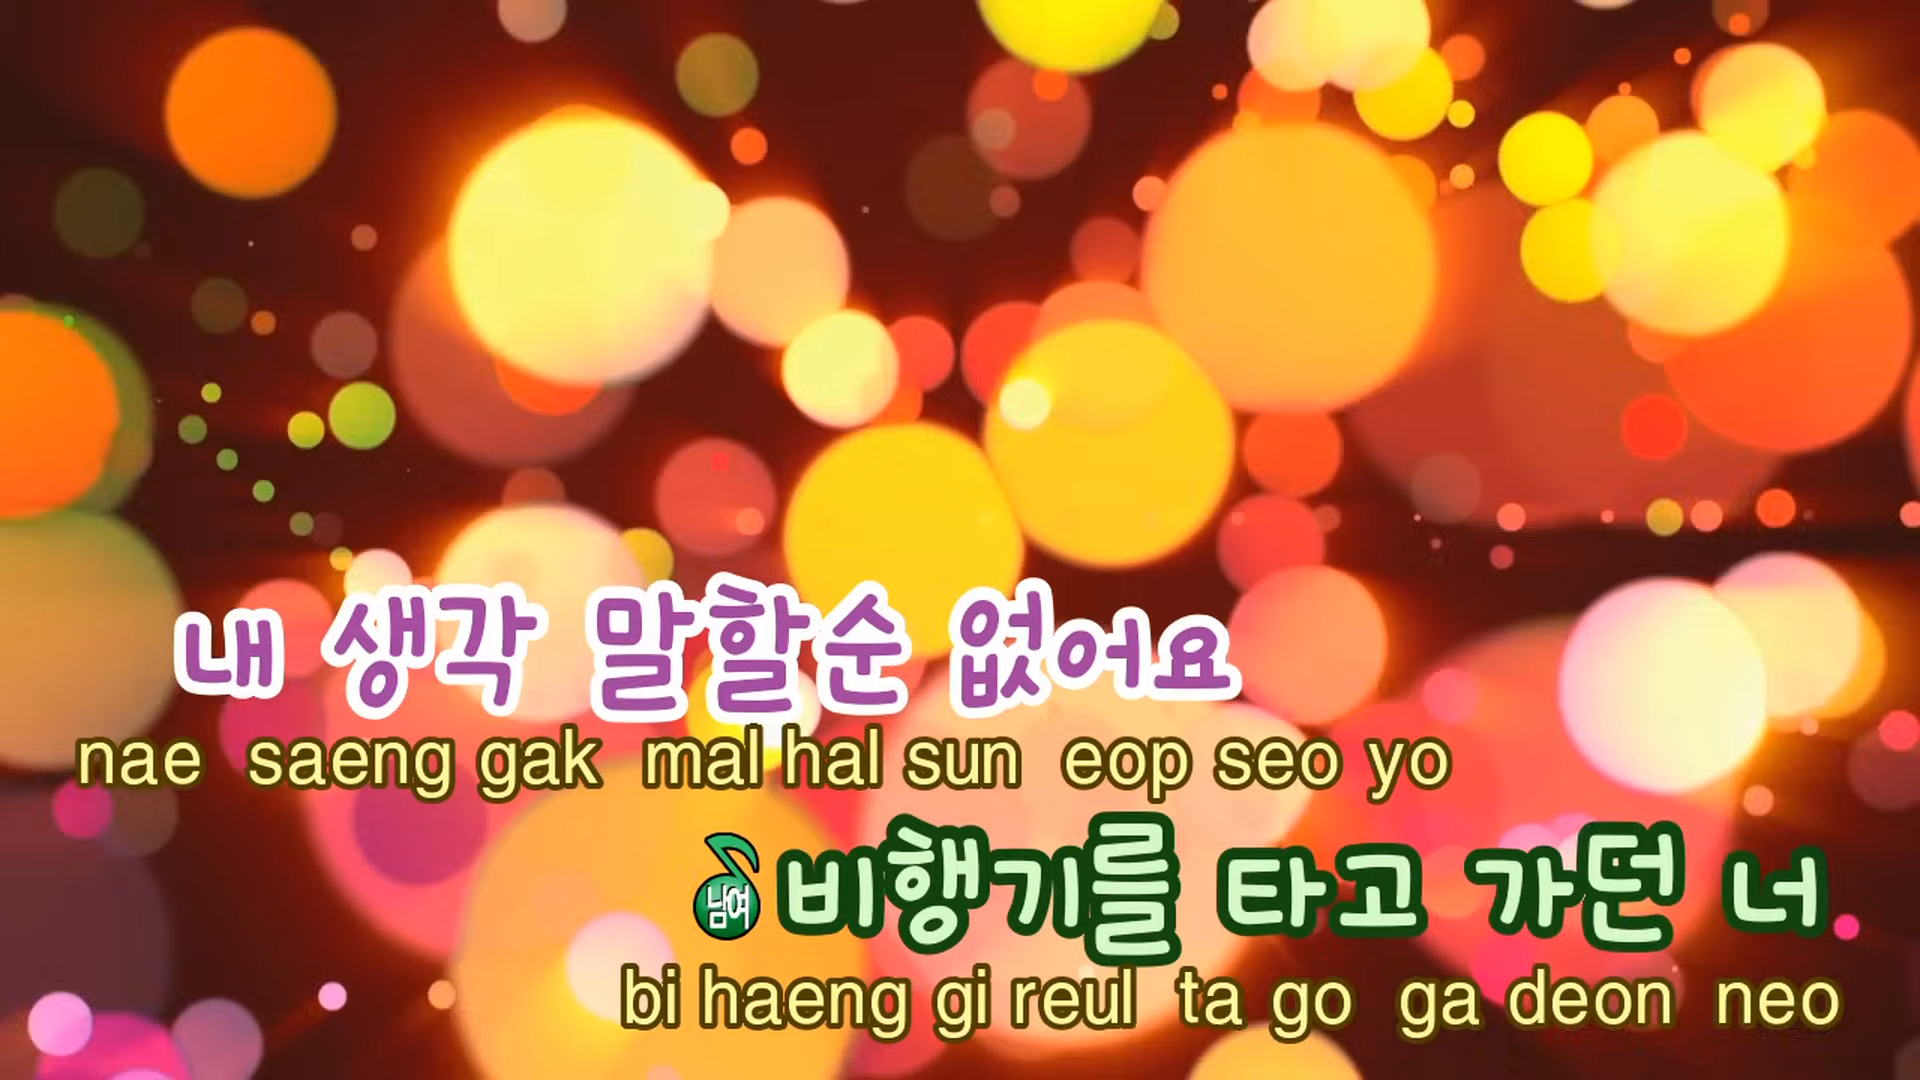 내 생각 말할순 없어요
nae saeng gak mal hal sun eop seo yo
남여 비행기를 타고 가던 너
bi haeng gi reul ta go ga deon neo